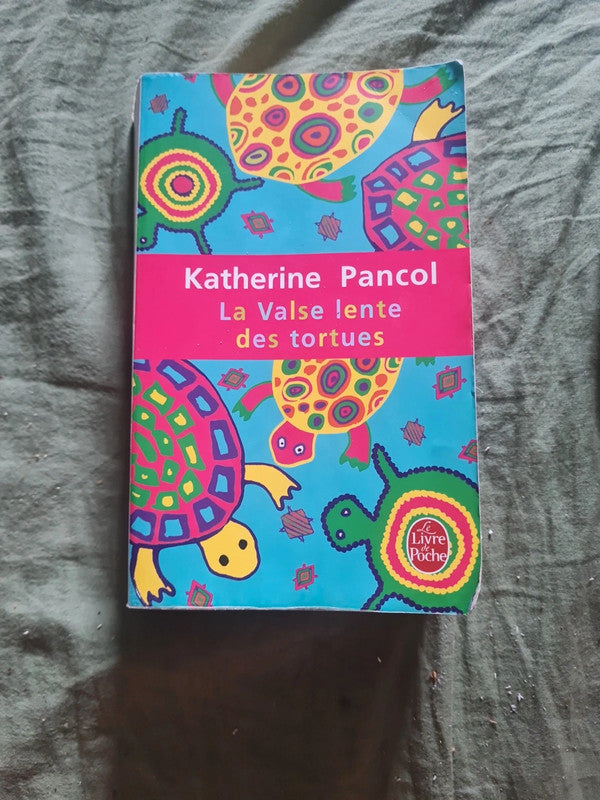 Katherine Pancol
La Valse lente
des tortues
Le
Livre
de
Poche